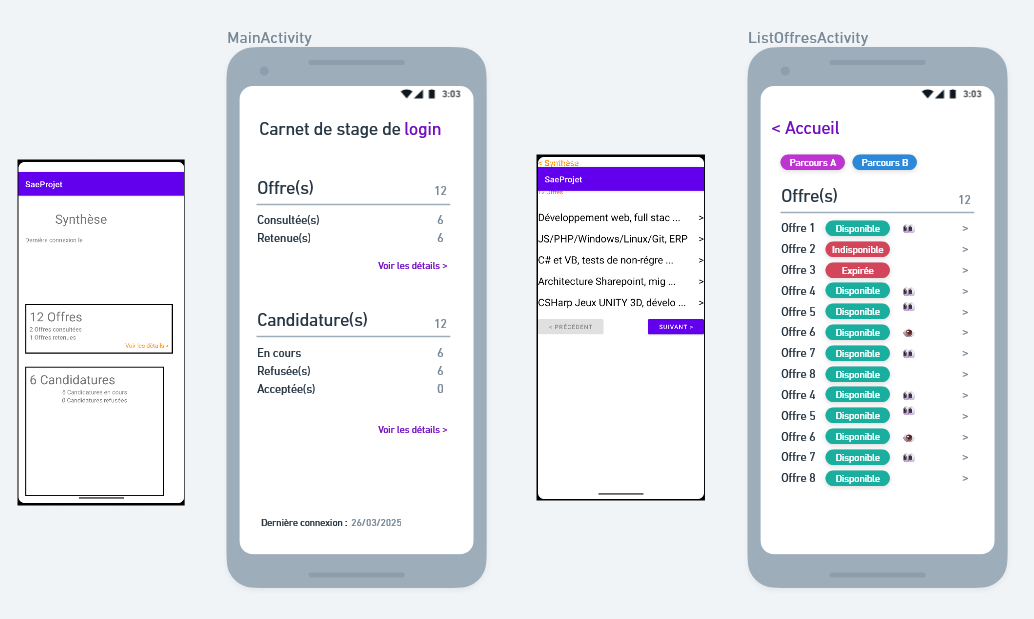 MainActivity
ListOffresActivity
SaeProjet
Synthèse
Dernière connexion le
12 Offres
2 Offres consultées
1 Offres retenues
Voir les détails >
6 Candidatures
6 Candidatures en cours
0 Candidatures refusées
3:03
Carnet de stage de login
Offre(s) 12
Consultée(s) 6
Retenue(s) 6
Voir les détails >
Candidature(s) 12
En cours 6
Refusée(s) 6
Acceptée(s) 0
Voir les détails >
Dernière connexion : 26/03/2025
< Synthèse
SaeProjet
12 Offres
Développement web, full stac ... >
JS/PHP/Windows/Linux/Git, ERP >
C# et VB, tests de non-régre ... >
Architecture Sharepoint, mig ... >
CSHarp Jeux UNITY 3D, dévelo ... >
< PRÉCÉDENT SUIVANT >
3:03
< Accueil
Parcours A Parcours B
Offre(s) 12
Offre 1 Disponible >
Offre 2 Indisponible >
Offre 3 Expirée >
Offre 4 Disponible >
Offre 5 Disponible >
Offre 6 Disponible >
Offre 7 Disponible >
Offre 8 Disponible >
Offre 4 Disponible >
Offre 5 Disponible >
Offre 6 Disponible >
Offre 7 Disponible >
Offre 8 Disponible >